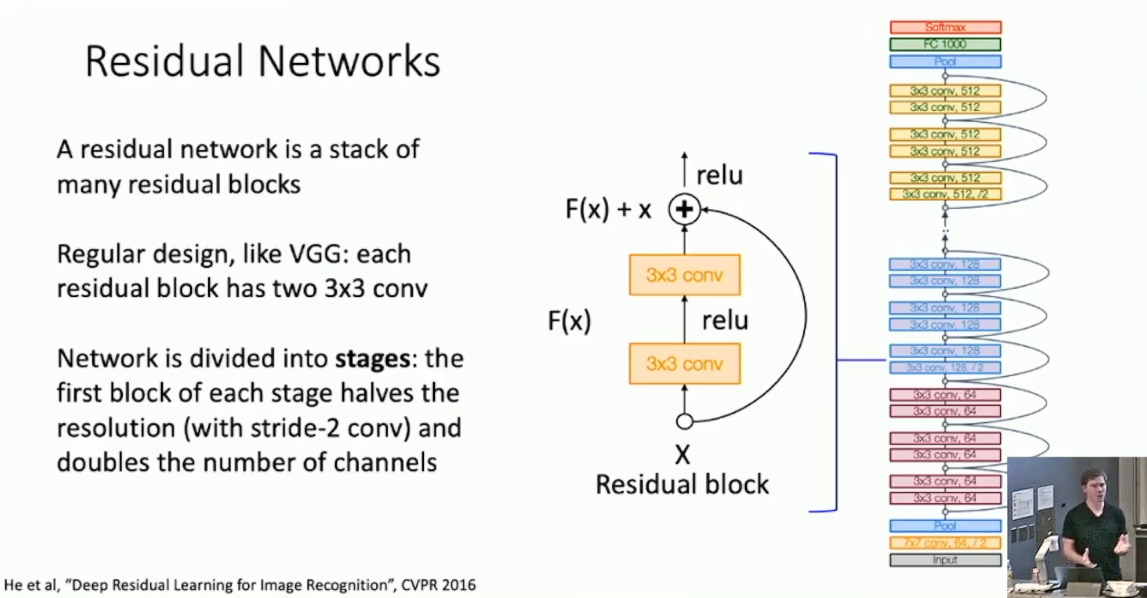 Residual Networks
A residual network is a stack of
many residual blocks
Regular design, like VGG: each
residual block has two 3x3 conv
Network is divided into stages: the
first block of each stage halves the
resolution (with stride-2 conv) and
doubles the number of channels
He et al, “Deep Residual Learning for Image Recognition”, CVPR 2016
relu
F(x) + x
3x3 conv
F(x)
relu
3x3 conv
X
Residual block
Softmax
FC 1000
Pool
3x3 conv, 512
3x3 conv, 512
3x3 conv, 512
3x3 conv, 512
3x3 conv, 512
3x3 conv, 512, /2
..
3x3 conv, 128
3x3 conv, 128
3x3 conv, 128
3x3 conv, 128
3x3 conv, 128
3x3 conv, 128, / 2
3x3 conv, 64
3x3 conv, 64
3x3 conv, 64
3x3 conv, 64
3x3 conv, 64
3x3 conv, 64
Pool
7x7 conv, 64, / 2
Input